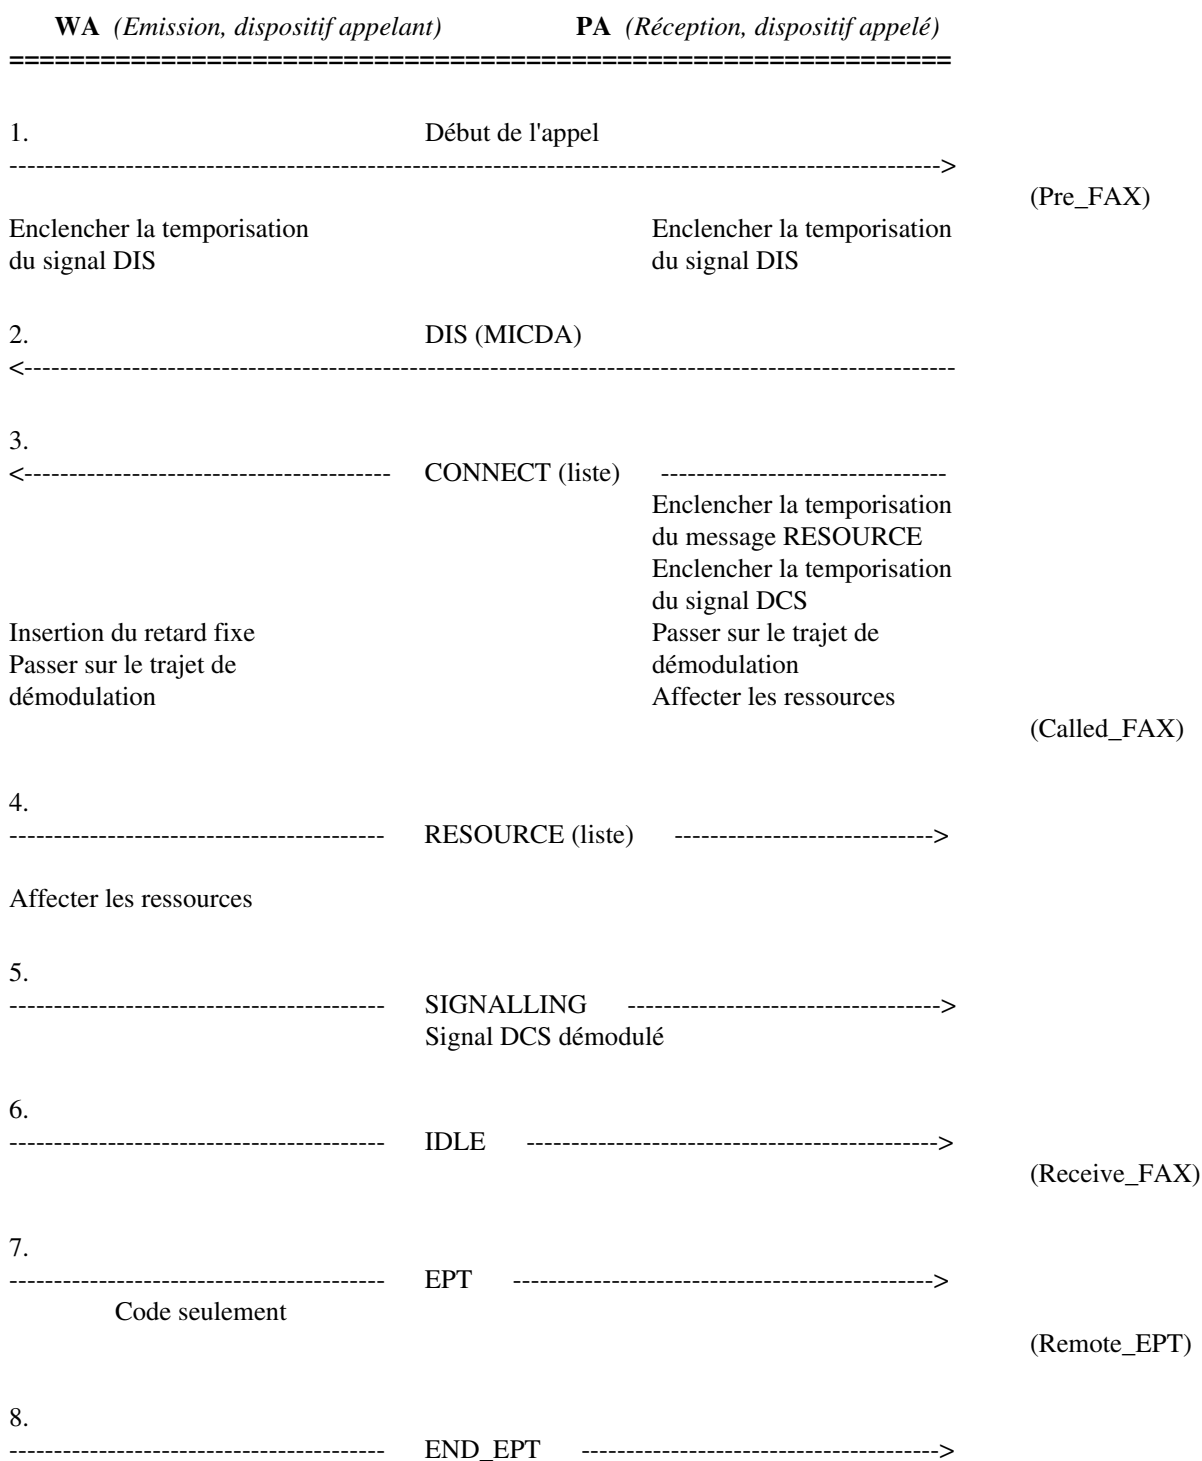 WA (Emission, dispositif appelant) PA (Réception, dispositif appelé)
==============================================================
1. Début de l'appel
-------------------------------------------------------------------------------------------------------->
(Pre_FAX)
Enclencher la temporisation Enclencher la temporisation
du signal DIS du signal DIS
2. DIS (MICDA)
<--------------------------------------------------------------------------------------------------------
3.
<----------------------------------------- CONNECT (liste) --------------------------------
Enclencher la temporisation
du message RESOURCE
Enclencher la temporisation
du signal DCS
Insertion du retard fixe Passer sur le trajet de
Passer sur le trajet de démodulation
démodulation Affecter les ressources
(Called_FAX)
4.
------------------------------------------ RESOURCE (liste) ----------------------------->
Affecter les ressources
5.
------------------------------------------ SIGNALLING ----------------------------------->
Signal DCS démodulé
6.
------------------------------------------ IDLE ---------------------------------------------->
(Receive_FAX)
7.
------------------------------------------ EPT ----------------------------------------------->
Code seulement
(Remote_EPT)
8.
------------------------------------------ END_EPT ---------------------------------------->